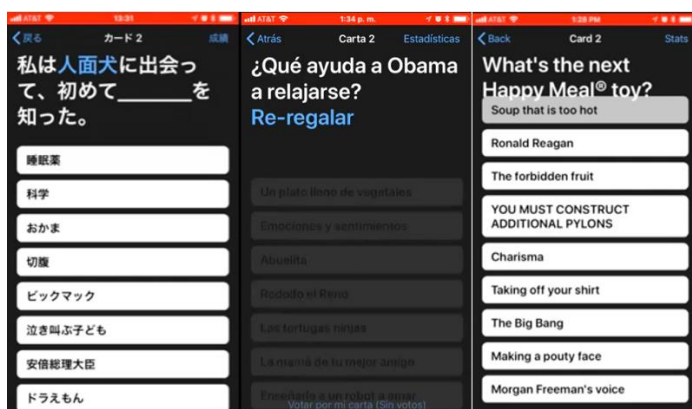 AT&T
13:31
戻る
カード 2
成績
私は人面犬に出会っ
て、初めて______を
知った。
睡眠薬
科学
おかま
切腹
ビックマック
泣き叫ぶ子ども
安倍総理大臣
ドラえもん
AT&T
1:34 p. m.
Atrás
Carta 2
Estadísticas
¿Qué ayuda a Obama
a relajarse?
Re-regalar
Un plato lleno de vegetales
Emociones y sentimientos
Abuelita
Rododo el Reno
Las tortugas ninjas
La mamá de tu mejor amigo
Enseñarle a un robot a amar
Votar por mi carta (Sin votos)
AT&T
1:28 PM
Back
Card 2
Stats
What's the next
Happy Meal® toy?
Soup that is too hot
Ronald Reagan
The forbidden fruit
YOU MUST CONSTRUCT
ADDITIONAL PYLONS
Charisma
Taking off your shirt
The Big Bang
Making a pouty face
Morgan Freeman's voice